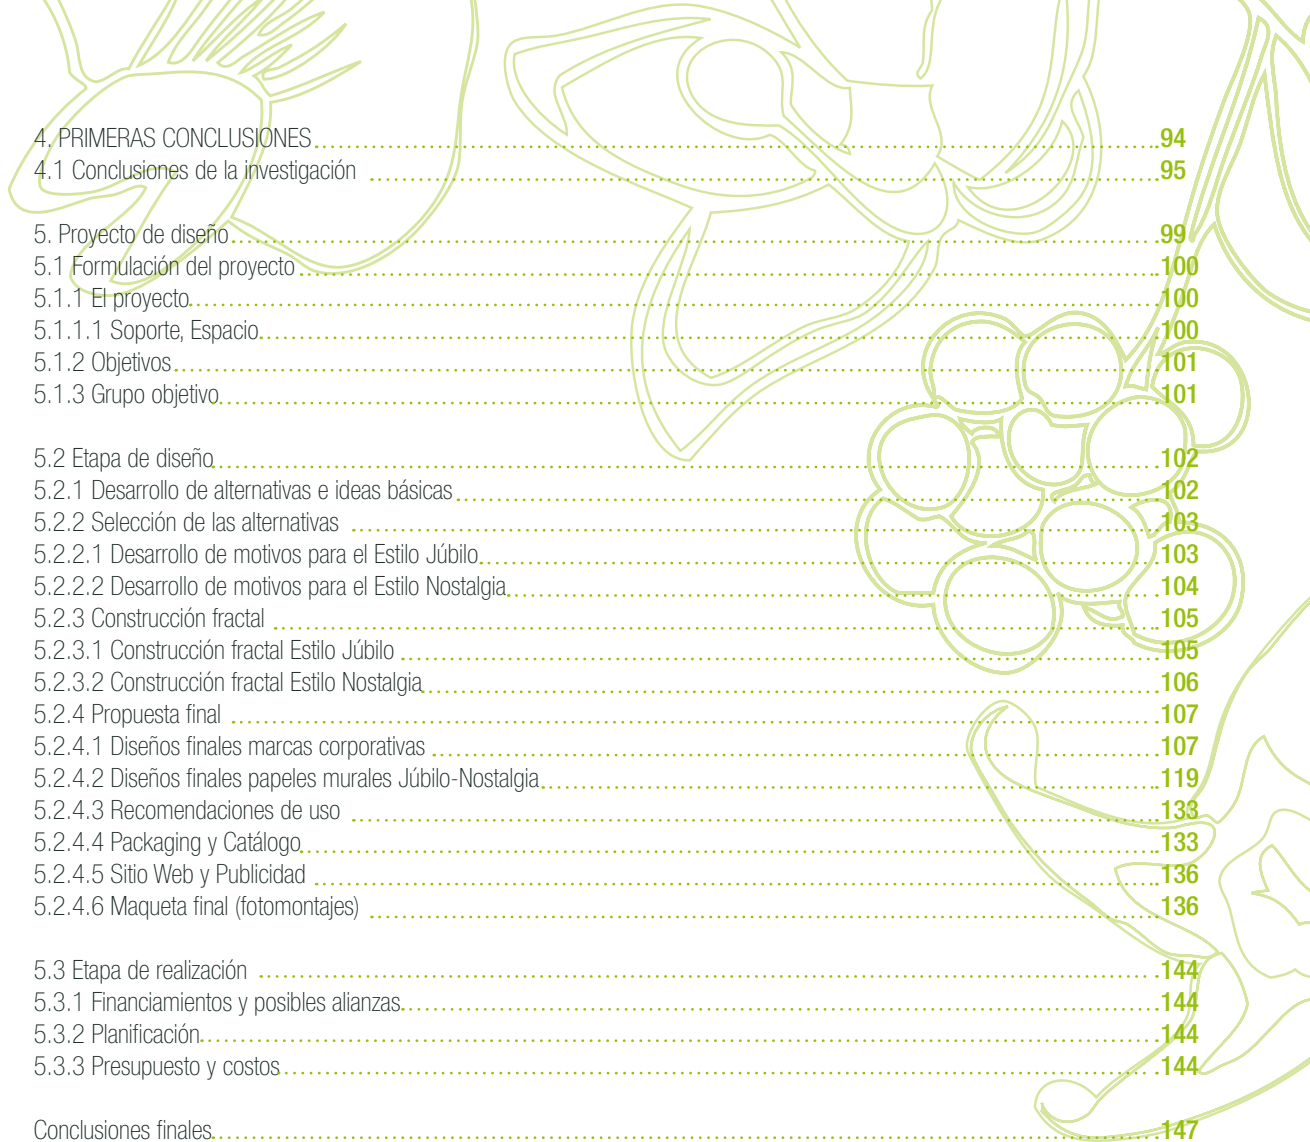 4. PRIMERAS CONCLUSIONES 94
4.1 Conclusiones de la investigación 95
5. Proyecto de diseño 99
5.1 Formulación del proyecto 100
5.1.1 El proyecto 100
5.1.1.1 Soporte, Espacio 100
5.1.2 Objetivos 101
5.1.3 Grupo objetivo 101
5.2 Etapa de diseño 102
5.2.1 Desarrollo de alternativas e ideas básicas 102
5.2.2 Selección de las alternativas 103
5.2.2.1 Desarrollo de motivos para el Estilo Júbilo 103
5.2.2.2 Desarrollo de motivos para el Estilo Nostalgia 104
5.2.3 Construcción fractal 105
5.2.3.1 Construcción fractal Estilo Júbilo 105
5.2.3.2 Construcción fractal Estilo Nostalgia 106
5.2.4 Propuesta final 107
5.2.4.1 Diseños finales marcas corporativas 107
5.2.4.2 Diseños finales papeles murales Júbilo-Nostalgia 119
5.2.4.3 Recomendaciones de uso 133
5.2.4.4 Packaging y Catálogo 133
5.2.4.5 Sitio Web y Publicidad 136
5.2.4.6 Maqueta final (fotomontajes) 136
5.3 Etapa de realización 144
5.3.1 Financiamientos y posibles alianzas 144
5.3.2 Planificación 144
5.3.3 Presupuesto y costos 144
Conclusiones finales 147